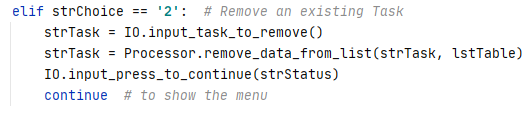 elif strChoice == '2':  # Remove an existing Task
    strTask = IO.input_task_to_remove()
    strTask = Processor.remove_data_from_list(strTask, lstTable)
    IO.input_press_to_continue(strStatus)
    continue  # to show the menu